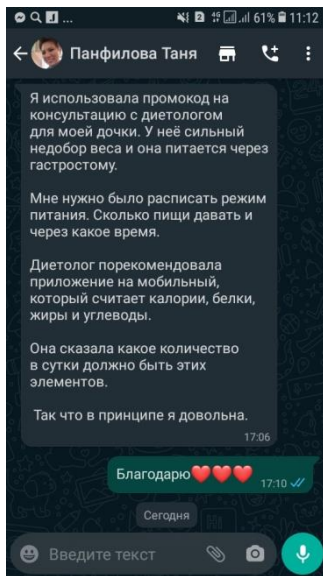 61% 11:12
Панфилова Таня
Я использовала промокод на
консультацию с диетологом
для моей дочки. У неё сильный
недобор веса и она питается через
гастростому.
Мне нужно было расписать режим
питания. Сколько пищи давать и
через какое время.
Диетолог порекомендовала
приложение на мобильный,
который считает калории, белки,
жиры и углеводы.
Она сказала какое количество
в сутки должно быть этих
элементов.
Так что в принципе я довольна.
17:06
Благодарю❤️❤️❤️
17:10
Сегодня
Введите текст